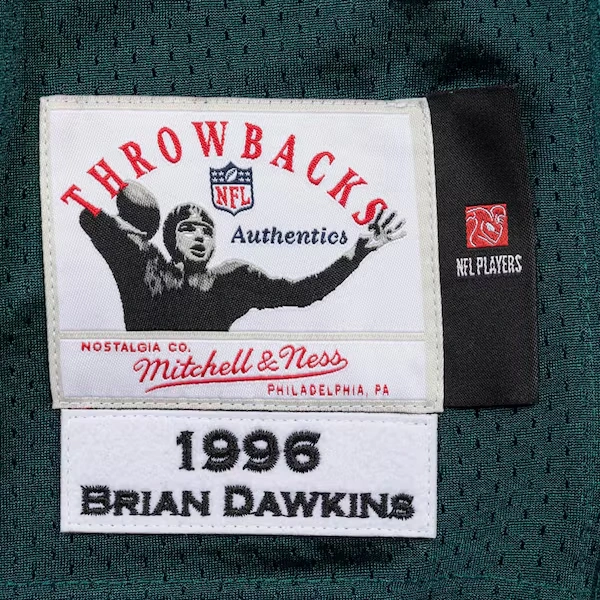 THROWBACKS
NFL
Authentics
NFL PLAYERS
NOSTALGIA CO.
Mitchell & Ness
PHILADELPHIA, PA
1996
BRIAN DAWKINS